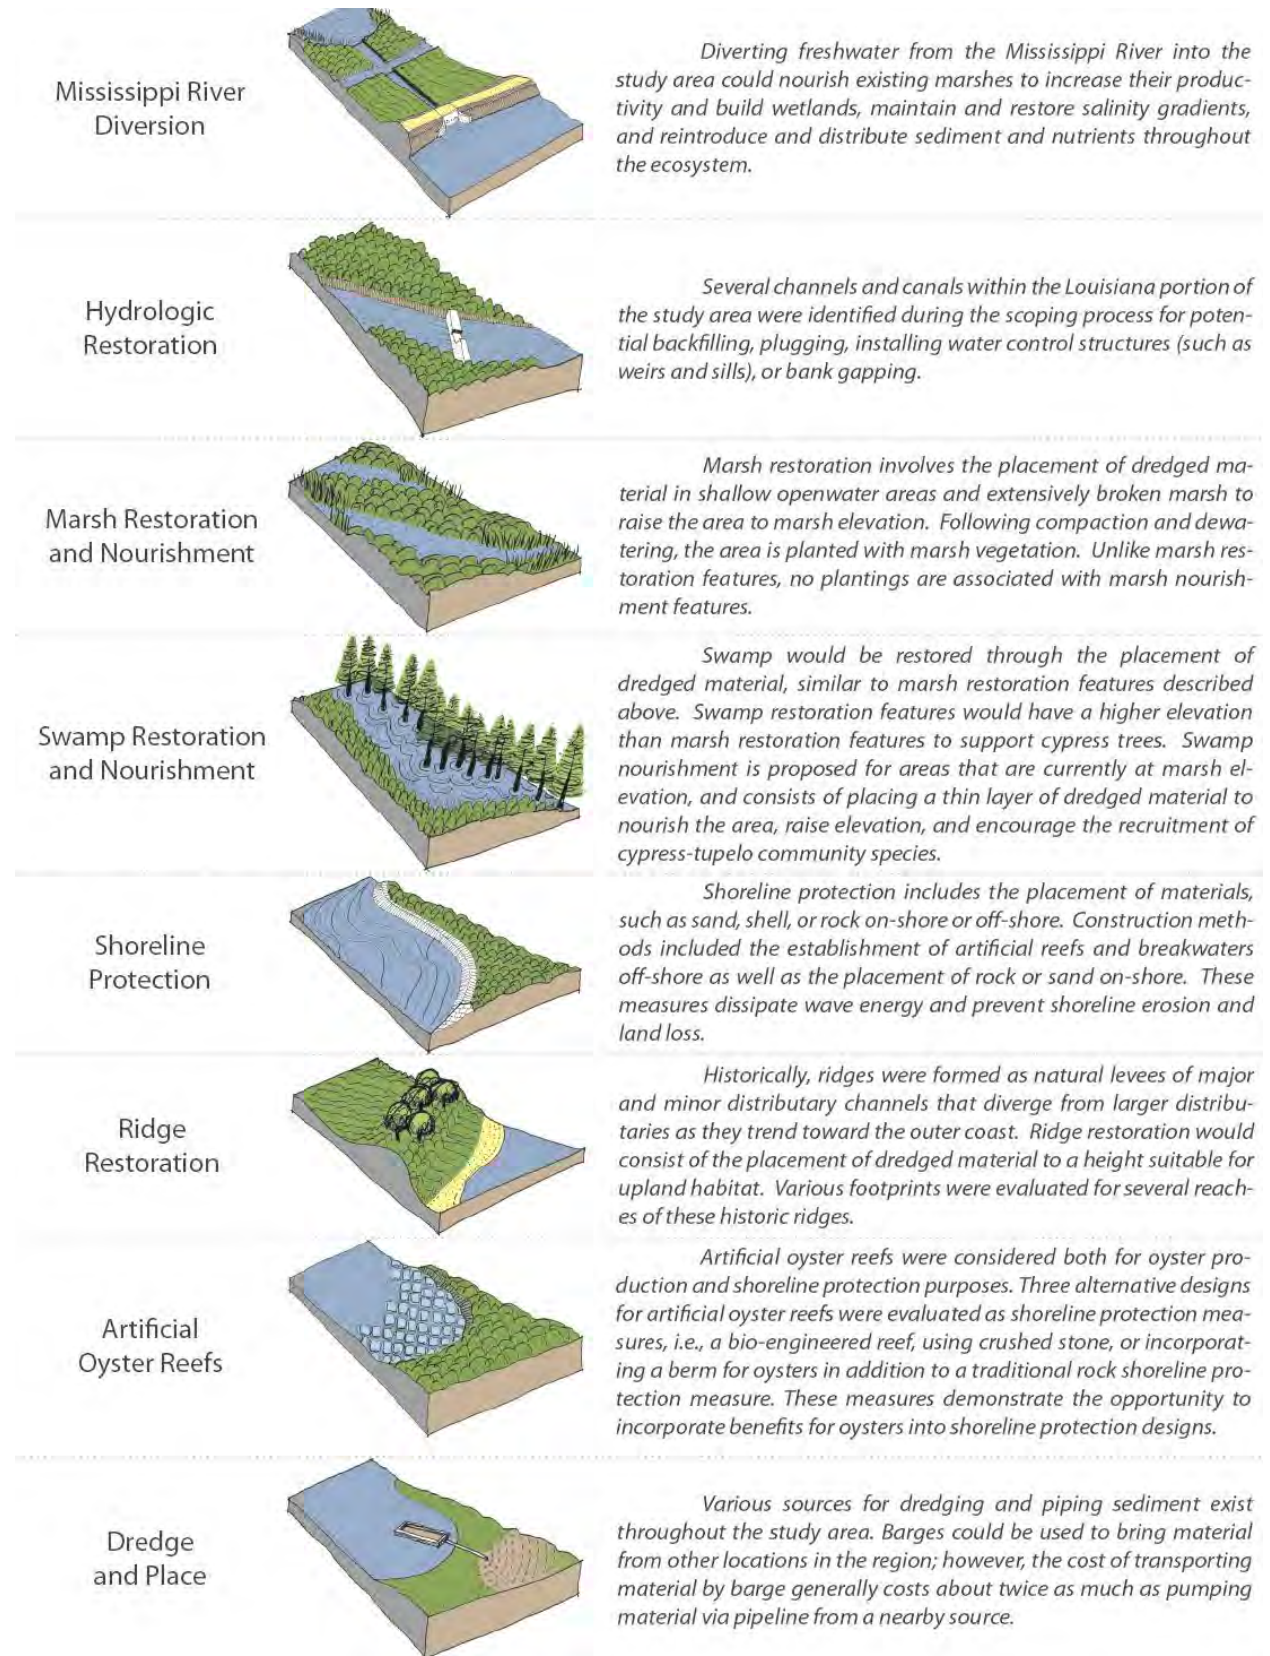 Mississippi River
Diversion
Diverting freshwater from the Mississippi River into the
study area could nourish existing marshes to increase their produc-
tivity and build wetlands, maintain and restore salinity gradients,
and reintroduce and distribute sediment and nutrients throughout
the ecosystem.
Hydrologic
Restoration
Several channels and canals within the Louisiana portion of
the study area were identified during the scoping process for poten-
tial backfilling, plugging, installing water control structures (such as
weirs and sills), or bank gapping.
Marsh Restoration
and Nourishment
Marsh restoration involves the placement of dredged ma-
terial in shallow openwater areas and extensively broken marsh to
raise the area to marsh elevation. Following compaction and dewa-
tering, the area is planted with marsh vegetation. Unlike marsh res-
toration features, no plantings are associated with marsh nourish-
ment features.
Swamp Restoration
and Nourishment
Swamp would be restored through the placement of
dredged material, similar to marsh restoration features described
above. Swamp restoration features would have a higher elevation
than marsh restoration features to support cypress trees. Swamp
nourishment is proposed for areas that are currently at marsh el-
evation, and consists of placing a thin layer of dredged material to
nourish the area, raise elevation, and encourage the recruitment of
cypress-tupelo community species.
Shoreline
Protection
Shoreline protection includes the placement of materials,
such as sand, shell, or rock on-shore or off-shore. Construction meth-
ods included the establishment of artificial reefs and breakwaters
off-shore as well as the placement of rock or sand on-shore. These
measures dissipate wave energy and prevent shoreline erosion and
land loss.
Ridge
Restoration
Historically, ridges were formed as natural levees of major
and minor distributary channels that diverge from larger distribu-
taries as they trend toward the outer coast. Ridge restoration would
consist of the placement of dredged material to a height suitable for
upland habitat. Various footprints were evaluated for several reach-
es of these historic ridges.
Artificial
Oyster Reefs
Artificial oyster reefs were considered both for oyster pro-
duction and shoreline protection purposes. Three alternative designs
for artificial oyster reefs were evaluated as shoreline protection mea-
sures, i.e., a bio-engineered reef, using crushed stone, or incorporat-
ing a berm for oysters in addition to a traditional rock shoreline pro-
tection measure. These measures demonstrate the opportunity to
incorporate benefits for oysters into shoreline protection designs.
Dredge
and Place
Various sources for dredging and piping sediment exist
throughout the study area. Barges could be used to bring material
from other locations in the region; however, the cost of transporting
material by barge generally costs about twice as much as pumping
material via pipeline from a nearby source.